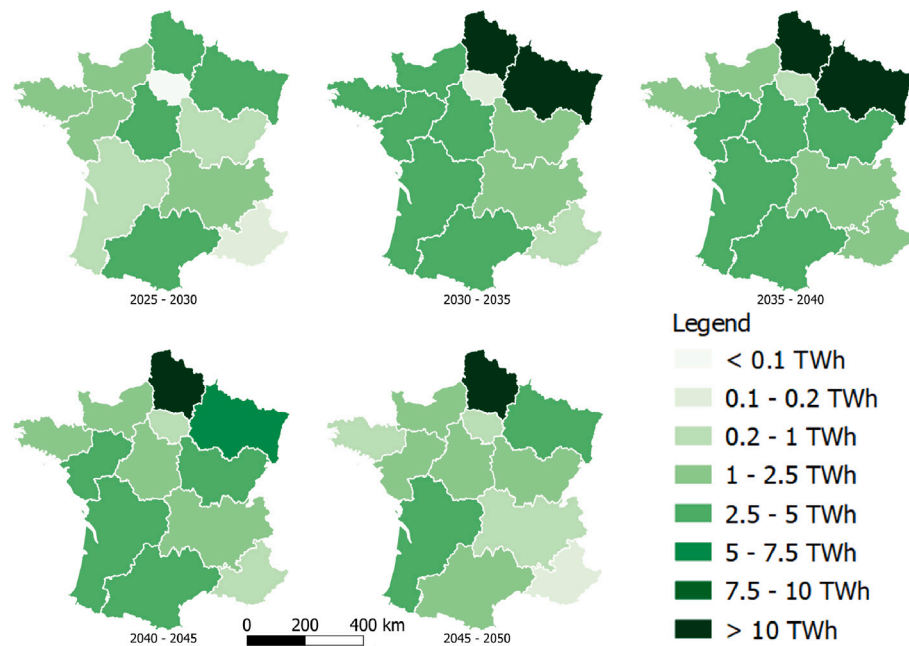 2025 - 2030
2030 - 2035
2035 - 2040
Legend
< 0.1 TWh
0.1 - 0.2 TWh
0.2 - 1 TWh
1 - 2.5 TWh
2.5 - 5 TWh
5 - 7.5 TWh
7.5 - 10 TWh
> 10 TWh
2040 - 2045
0 200 400 km
2045 - 2050